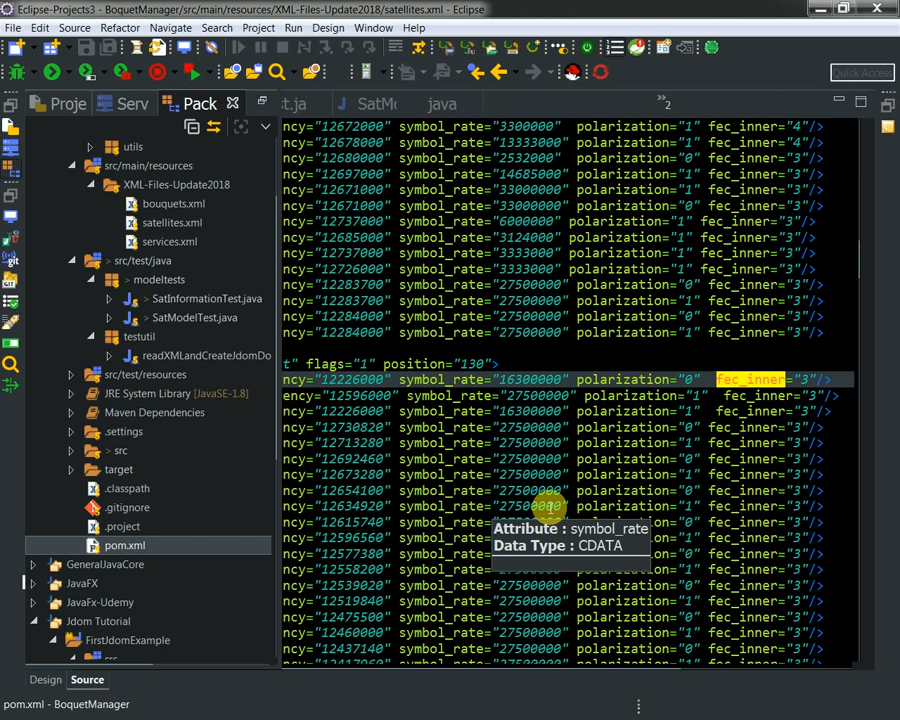 Eclipse-Projects3 - BoquetManager/src/main/resources/XML-Files-Update2018/satellites.xml - Eclipse
File Edit Source Refactor Navigate Search Project Run Design Window Help
Quick Access
Proje Serv Pack
st.ja SatMo java »2
utils
src/main/resources
XML-Files-Update2018
bouquets.xml
satellites.xml
services.xml
> src/test/java
> modeltests
> SatInformationTest.java
> SatModelTest.java
testutil
> readXMLandCreateJdomDo
src/test/resources
JRE System Library [JavaSE-1.8]
Maven Dependencies
.settings
> src
target
.classpath
.gitignore
.project
pom.xml
GeneralJavaCore
JavaFX
JavaFx-Udemy
Jdom Tutorial
FirstJdomExample
src
ncy="12672000" symbol_rate="3300000" polarization="1" fec_inner="4"/>
ncy="12678000" symbol_rate="13333000" polarization="1" fec_inner="4"/>
ncy="12680000" symbol_rate="2532000" polarization="0" fec_inner="3"/>
ncy="12697000" symbol_rate="14685000" polarization="1" fec_inner="3"/>
ncy="12671000" symbol_rate="33000000" polarization="1" fec_inner="3"/>
ncy="12671000" symbol_rate="33000000" polarization="0" fec_inner="3"/>
ncy="12737000" symbol_rate="6000000" polarization="1" fec_inner="3"/>
ncy="12685000" symbol_rate="3124000" polarization="1" fec_inner="3"/>
ncy="12737000" symbol_rate="3333000" polarization="1" fec_inner="3"/>
ncy="12726000" symbol_rate="3333000" polarization="0" fec_inner="3"/>
ncy="12283700" symbol_rate="27500000" polarization="0" fec_inner="3"/>
ncy="12283700" symbol_rate="27500000" polarization="1" fec_inner="3"/>
ncy="12284000" symbol_rate="27500000" polarization="0" fec_inner="3"/>
ncy="12284000" symbol_rate="27500000" polarization="1" fec_inner="3"/>
t" flags="1" position="130">
ncy="12226000" symbol_rate="16300000" polarization="0" fec_inner="3"/>
ency="12596000" symbol_rate="27500000" polarization="1" fec_inner="3"/>
ncy="12226000" symbol_rate="16300000" polarization="1" fec_inner="3"/>
ncy="12730820" symbol_rate="27500000" polarization="0" fec_inner="3"/>
ncy="12713280" symbol_rate="27500000" polarization="1" fec_inner="3"/>
ncy="12692460" symbol_rate="27500000" polarization="0" fec_inner="3"/>
ncy="12673280" symbol_rate="27500000" polarization="1" fec_inner="3"/>
ncy="12654100" symbol_rate="27500000" polarization="0" fec_inner="3"/>
ncy="12634920" symbol_rate="27500000" polarization="1" fec_inner="3"/>
ncy="12615740" polarization="0" fec_inner="3"/>
ncy="12596560" polarization="1" fec_inner="3"/>
ncy="12577380" polarization="0" fec_inner="3"/>
ncy="12558200" polarization="1" fec_inner="3"/>
ncy="12539020" symbol_rate="27500000" polarization="0" fec_inner="3"/>
ncy="12519840" symbol_rate="27500000" polarization="1" fec_inner="3"/>
ncy="12475500" symbol_rate="27500000" polarization="0" fec_inner="3"/>
ncy="12460000" symbol_rate="27500000" polarization="1" fec_inner="3"/>
ncy="12437140" symbol_rate="27500000" polarization="0" fec_inner="3"/>
ncy="12417960" symbol_rate="27500000" polarization="1" fec_inner="3"/>
Attribute : symbol_rate
Data Type : CDATA
Design Source
pom.xml - BoquetManager